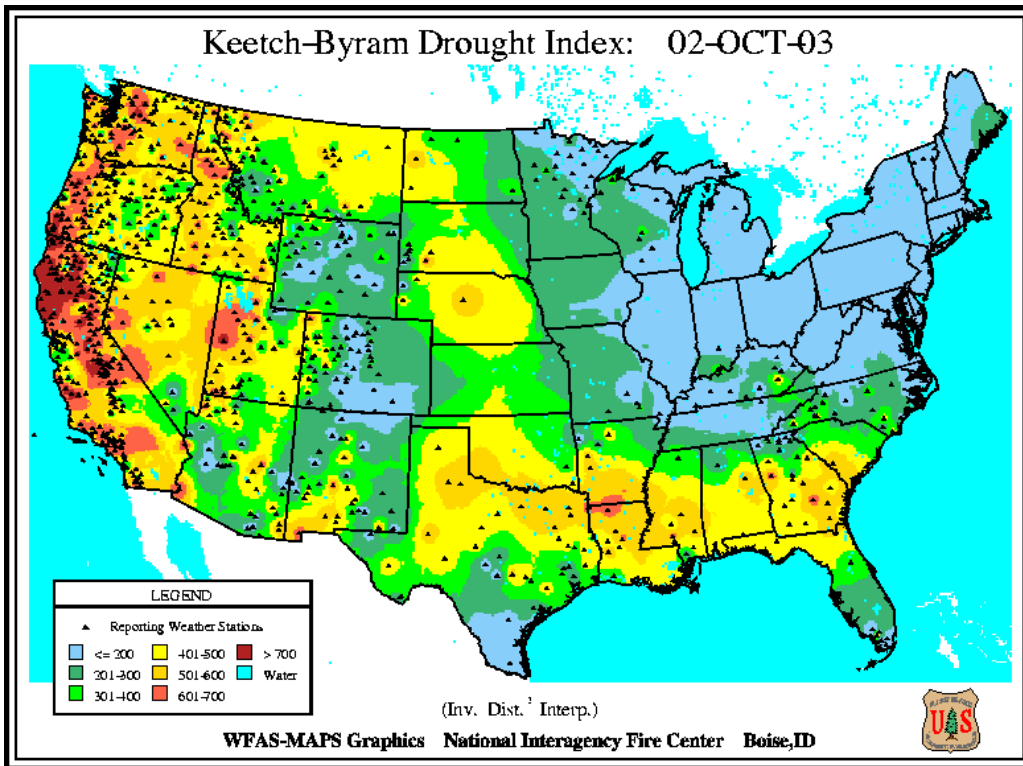 Keetch-Byram Drought Index: 02-OCT-03
LEGEND
Reporting Weather Stations
<= 200 401-500 > 700
201-300 501-600 Water
301-400 601-700
(Inv. Dist.² Interp.)
WFAS-MAPS Graphics National Interagency Fire Center Boise,ID
U S